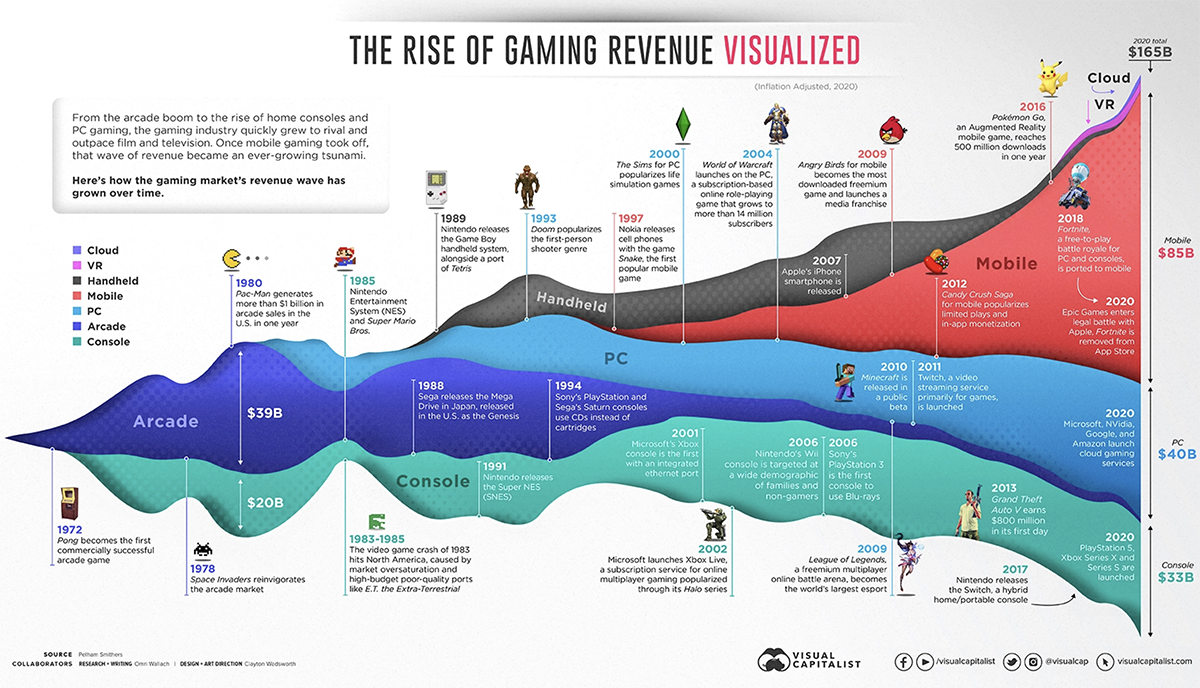 THE RISE OF GAMING REVENUE VISUALIZED
(Inflation Adjusted, 2020)
2020 total
$165B
From the arcade boom to the rise of home consoles and
PC gaming, the gaming industry quickly grew to rival and
outpace film and television. Once mobile gaming took off,
that wave of revenue became an ever-growing tsunami.
Here's how the gaming market's revenue wave has
grown over time.
Cloud
VR
Handheld
Mobile
PC
Arcade
Console
1980
Pac-Man generates
more than $1 billion in
arcade sales in the
U.S. in one year
1985
Nintendo
Entertainment
System (NES)
and Super Mario
Bros.
1989
Nintendo releases
the Game Boy
handheld system,
alongside a port
of Tetris
1993
Doom popularizes
the first-person
shooter genre
1997
Nokia releases
cell phones
with the game
Snake, the first
popular mobile
game
2000
The Sims for PC
popularizes life
simulation games
2004
World of Warcraft
launches on the PC,
a subscription-based
online role-playing
game that grows to
more than 14 million
subscribers
2009
Angry Birds for mobile
becomes the most
downloaded freemium
game and launches a
media franchise
2016
Pokémon Go,
an Augmented Reality
mobile game, reaches
500 million downloads
in one year
Cloud
VR
2007
Apple's iPhone
smartphone is
released
Handheld
Mobile
2012
Candy Crush Saga
for mobile popularizes
limited plays and
in-app monetization
2018
Fortnite,
a free-to-play
battle royale for
PC and consoles,
is ported to mobile
2020
Epic Games enters
legal battle with
Apple, Fortnite is
removed from
App Store
Mobile
$85B
PC
Arcade
$39B
1988
Sega releases the Mega
Drive in Japan, released
in the U.S. as the Genesis
1994
Sony's PlayStation and
Sega's Saturn consoles
use CDs instead of
cartridges
2010
Minecraft is
released in
a public
beta
2011
Twitch, a video
streaming service
primarily for games,
is launched
2020
Microsoft, NVidia,
Google, and
Amazon launch
cloud gaming
services
PC
$40B
$20B
Console
1991
Nintendo releases
the Super NES
(SNES)
2001
Microsoft's Xbox
console is the first
with an integrated
ethernet port
2006
Nintendo's Wii
console is targeted at
a wide demographic
of families and
non-gamers
2006
Sony's
PlayStation 3
is the first
console to
use Blu-rays
2013
Grand Theft
Auto V earns
$800 million
in its first day
2020
PlayStation 5,
Xbox Series X and
Series S are
launched
Console
$33B
1972
Pong becomes the first
commercially successful
arcade game
1978
Space Invaders reinvigorates
the arcade market
1983-1985
The video game crash of 1983
hits North America, caused by
market oversaturation and
high-budget poor-quality ports
like E.T. the Extra-Terrestrial
2002
Microsoft launches Xbox Live,
a subscription service for online
multiplayer gaming popularized
through its Halo series
2009
League of Legends,
a freemium multiplayer
online battle arena, becomes
the world's largest esport
2017
Nintendo releases
the Switch, a hybrid
home/portable console
SOURCE Pelham Smithers
COLLABORATORS RESEARCH + WRITING Omri Wallach | DESIGN + ART DIRECTION Clayton Wadsworth
VISUAL
CAPITALIST
/visualcapitalist
@visualcap
visualcapitalist.com